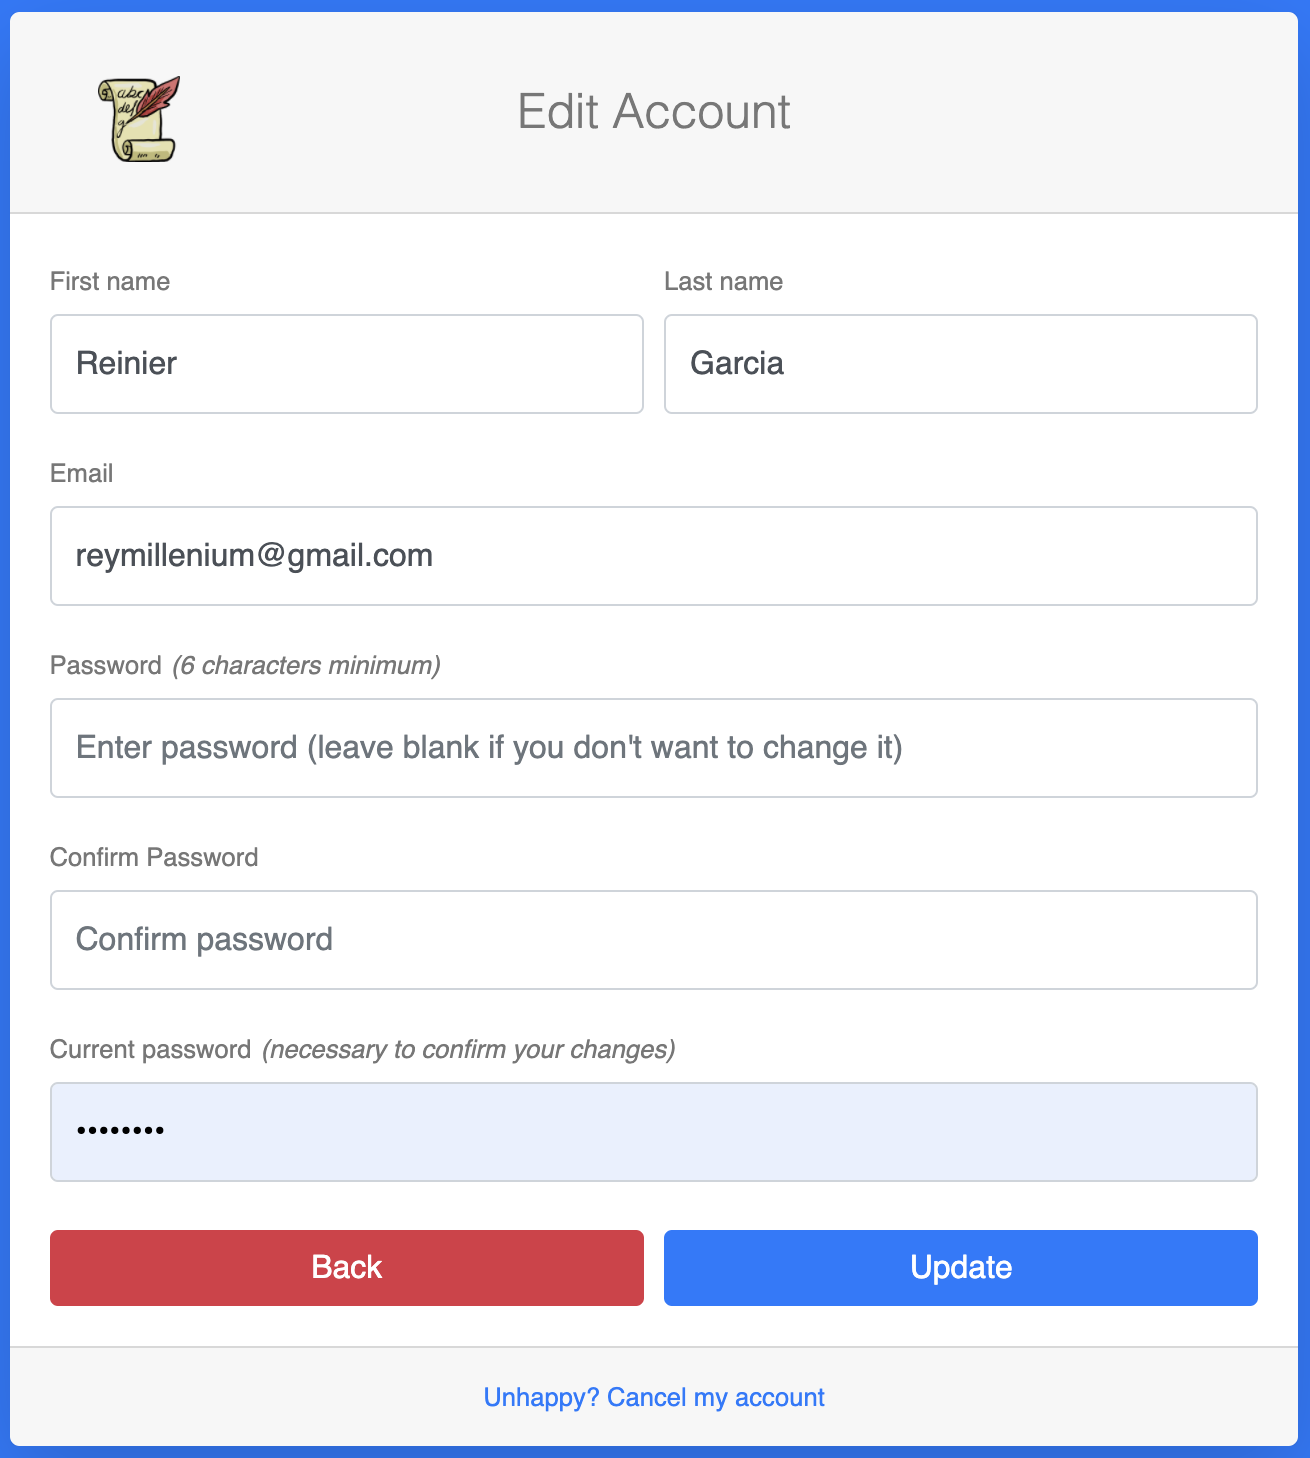 abc
def
g
Edit Account
First name
Last name
Reinier
Garcia
Email
reymillenium@gmail.com
Password (6 characters minimum)
Enter password (leave blank if you don't want to change it)
Confirm Password
Confirm password
Current password (necessary to confirm your changes)
••••••••
Back
Update
Unhappy? Cancel my account